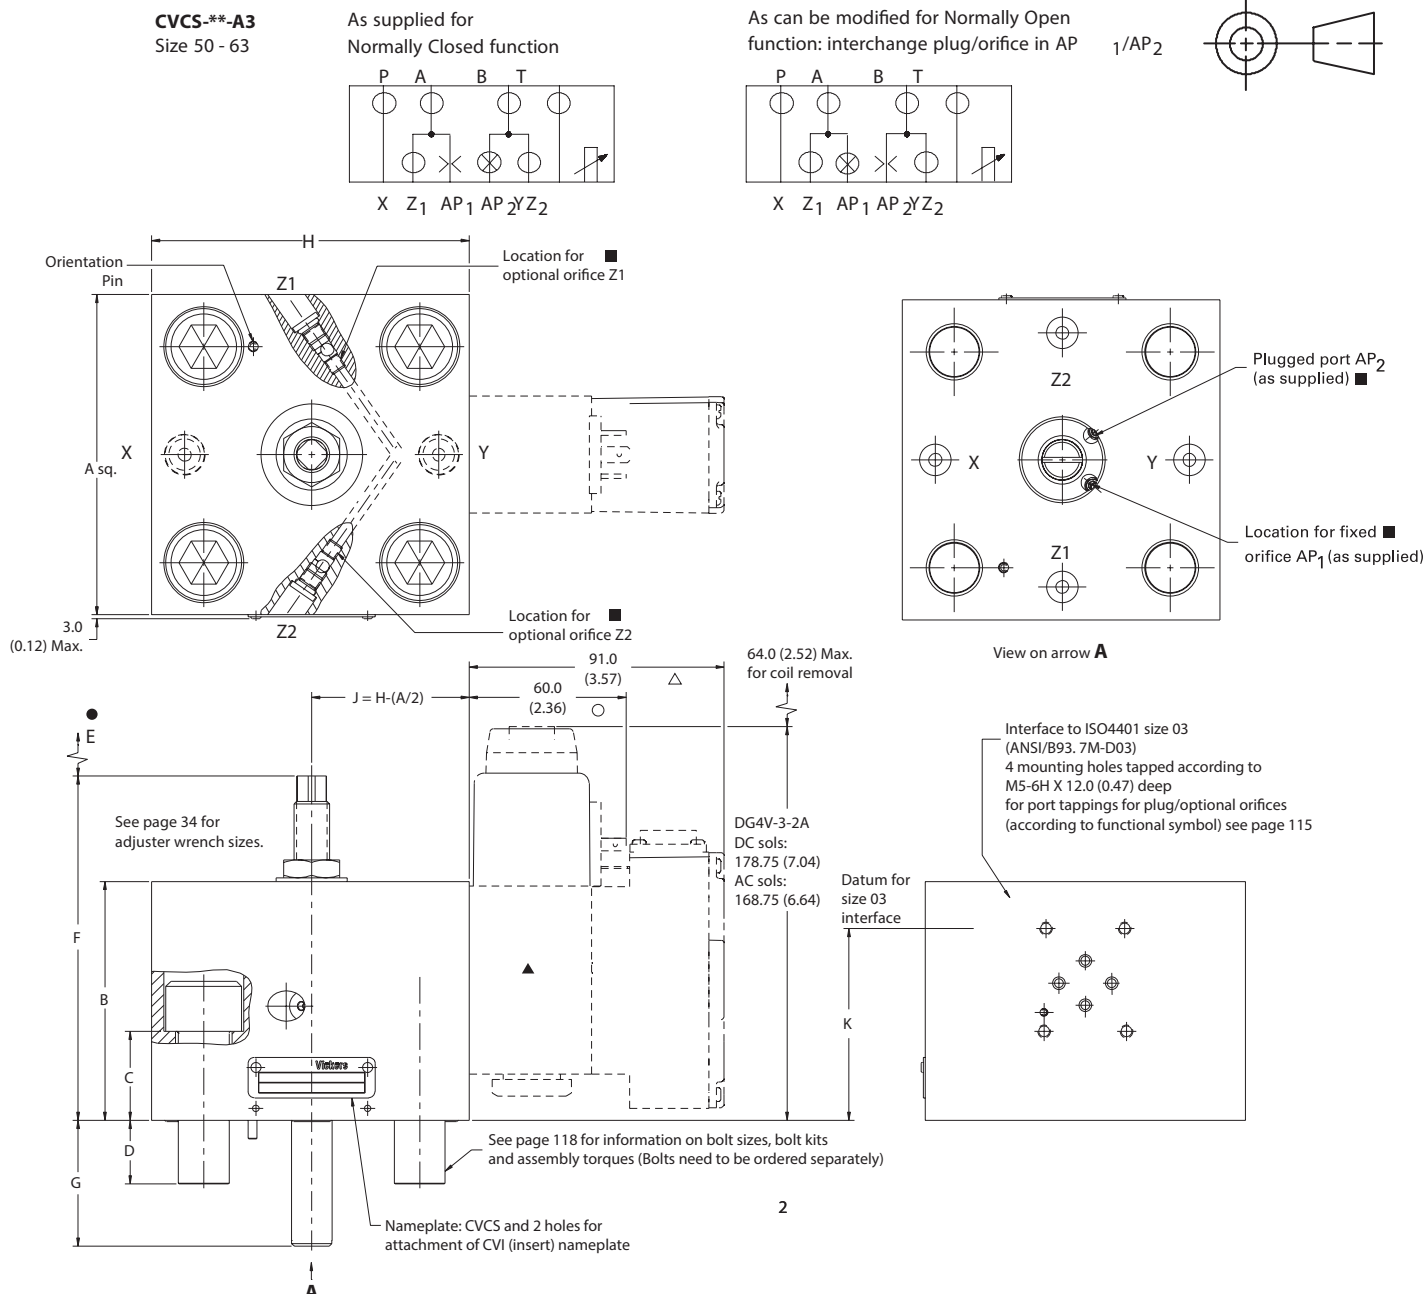 CVCS-**-A3
Size 50 - 63
As supplied for
Normally Closed function
As can be modified for Normally Open
function: interchange plug/orifice in AP 1/AP2
P A B T
X Z1 AP1 AP2 Y Z2
P A B T
X Z1 AP1 AP2 Y Z2
H
Orientation
Pin
Z1
Location for ■
optional orifice Z1
X
Y
A sq.
3.0
(0.12) Max.
Z2
Location for ■
optional orifice Z2
Z2
Plugged port AP2
(as supplied) ■
X
Y
Z1
Location for fixed ■
orifice AP1 (as supplied)
View on arrow A
J = H-(A/2)
91.0
(3.57)
△
60.0
(2.36)
○
64.0 (2.52) Max.
for coil removal
●
E
See page 34 for
adjuster wrench sizes.
F
B
C
D
G
▲
DG4V-3-2A
DC sols:
178.75 (7.04)
AC sols:
168.75 (6.64)
Vickers
See page 118 for information on bolt sizes, bolt kits
and assembly torques (Bolts need to be ordered separately)
Nameplate: CVCS and 2 holes for
attachment of CVI (insert) nameplate
A
2
Interface to ISO4401 size 03
(ANSI/B93. 7M-D03)
4 mounting holes tapped according to
M5-6H X 12.0 (0.47) deep
for port tappings for plug/optional orifices
(according to functional symbol) see page 115
Datum for
size 03
interface
K